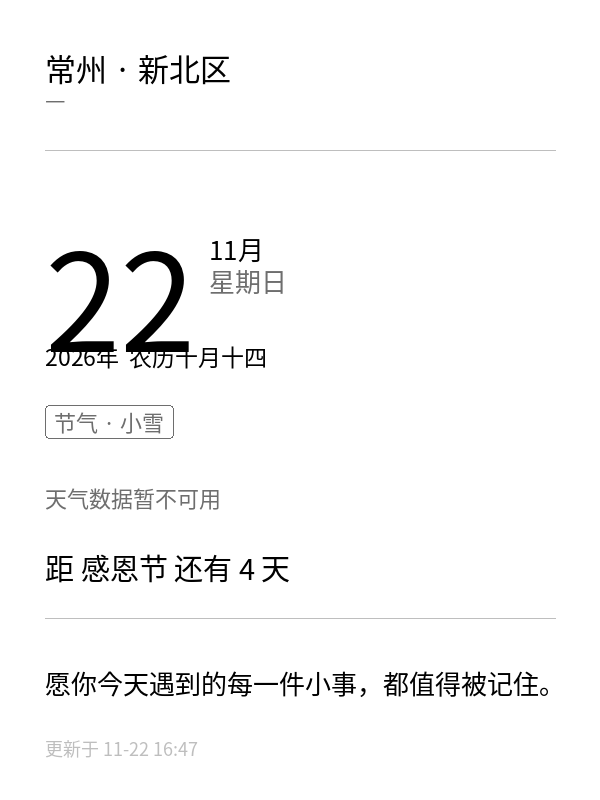 常州 · 新北区
—
22
11月
星期日
2026年 农历十月十四
节气 · 小雪
天气数据暂不可用
距 感恩节 还有 4 天
愿你今天遇到的每一件小事，都值得被记住。
更新于 11-22 16:47